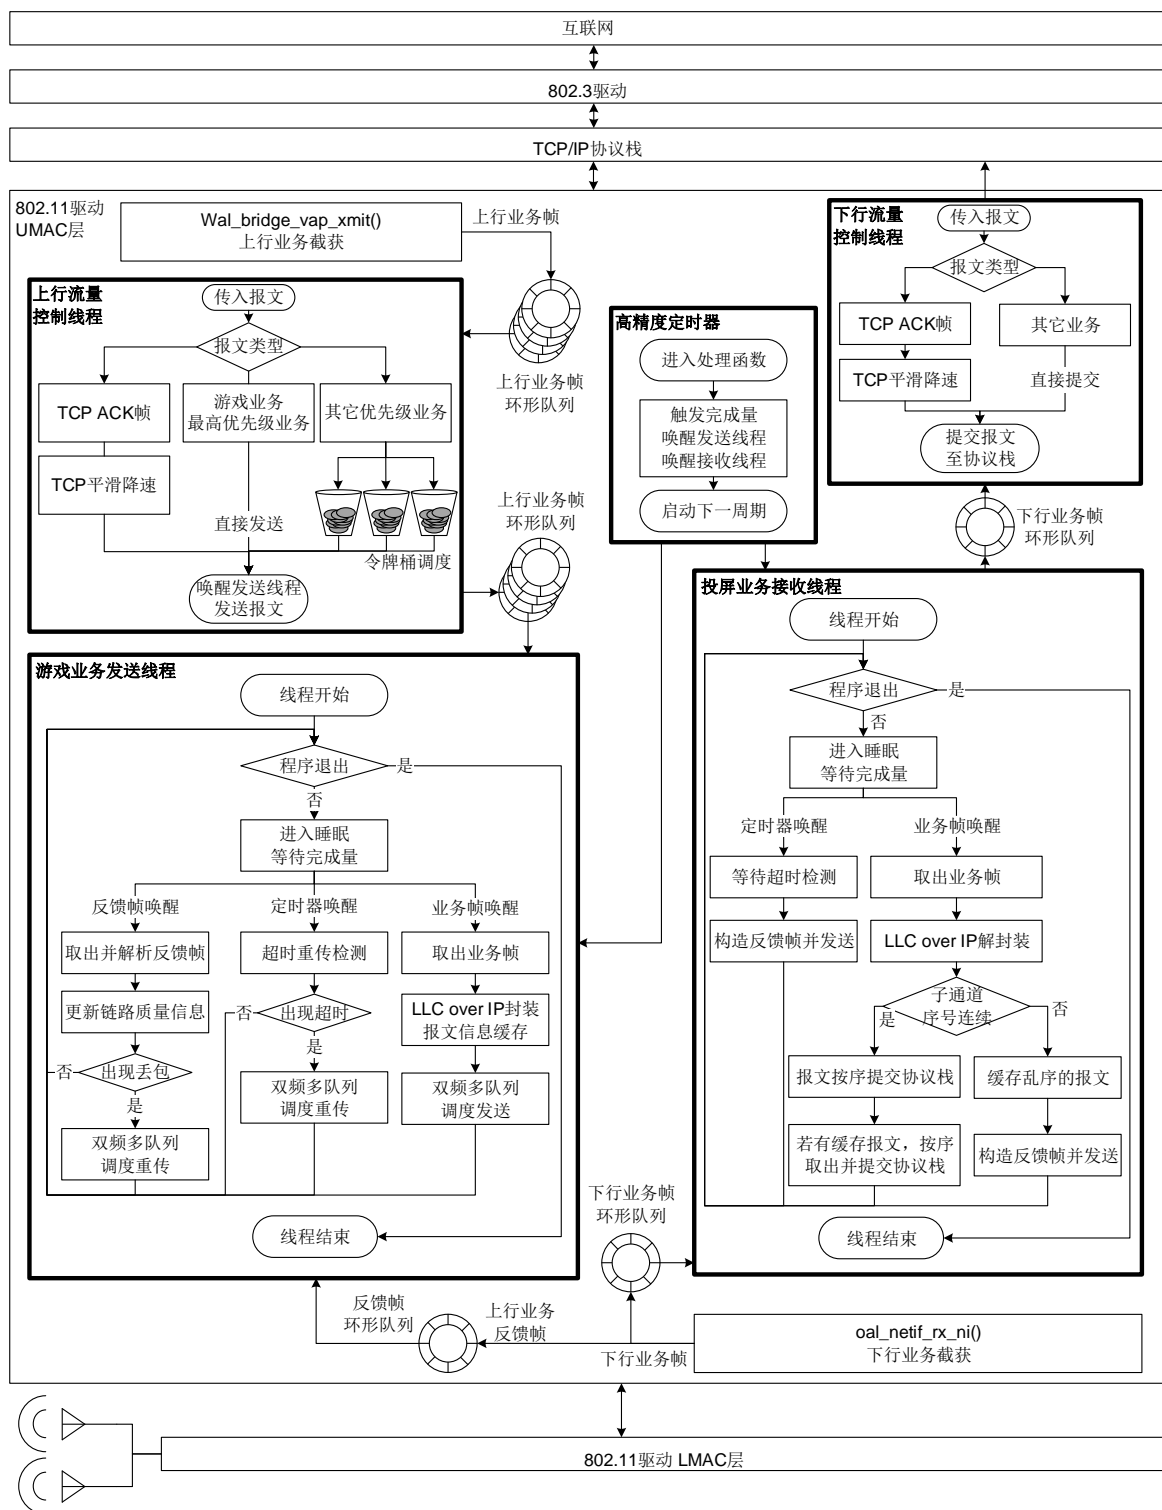 互联网
802.3驱动
TCP/IP协议栈
802.11驱动
UMAC层
Wal_bridge_vap_xmit()
上行业务截获
上行业务帧
上行业务帧
环形队列
上行流量
控制线程
传入报文
报文类型
TCP ACK帧
游戏业务
最高优先级业务
其它优先级业务
TCP平滑降速
直接发送
令牌桶调度
唤醒发送线程
发送报文
上行业务帧
环形队列
高精度定时器
进入处理函数
触发完成量
唤醒发送线程
唤醒接收线程
启动下一周期
下行流量
控制线程
传入报文
报文类型
TCP ACK帧
其它业务
TCP平滑降速
直接提交
提交报文
至协议栈
下行业务帧
环形队列
游戏业务发送线程
线程开始
程序退出
是
否
进入睡眠
等待完成量
反馈帧唤醒
定时器唤醒
业务帧唤醒
取出并解析反馈帧
超时重传检测
取出业务帧
更新链路质量信息
否
出现超时
LLC over IP封装
报文信息缓存
是
否
出现丢包
是
双频多队列
调度重传
双频多队列
调度发送
双频多队列
调度重传
线程结束
投屏业务接收线程
线程开始
程序退出
是
否
进入睡眠
等待完成量
定时器唤醒
业务帧唤醒
等待超时检测
取出业务帧
构造反馈帧并发送
LLC over IP解封装
子通道
序号连续
是
否
报文按序提交协议栈
缓存乱序的报文
若有缓存报文，按序
取出并提交协议栈
构造反馈帧并发送
线程结束
下行业务帧
环形队列
反馈帧
环形队列
上行业务
反馈帧
下行业务帧
oal_netif_rx_ni()
下行业务截获
802.11驱动 LMAC层